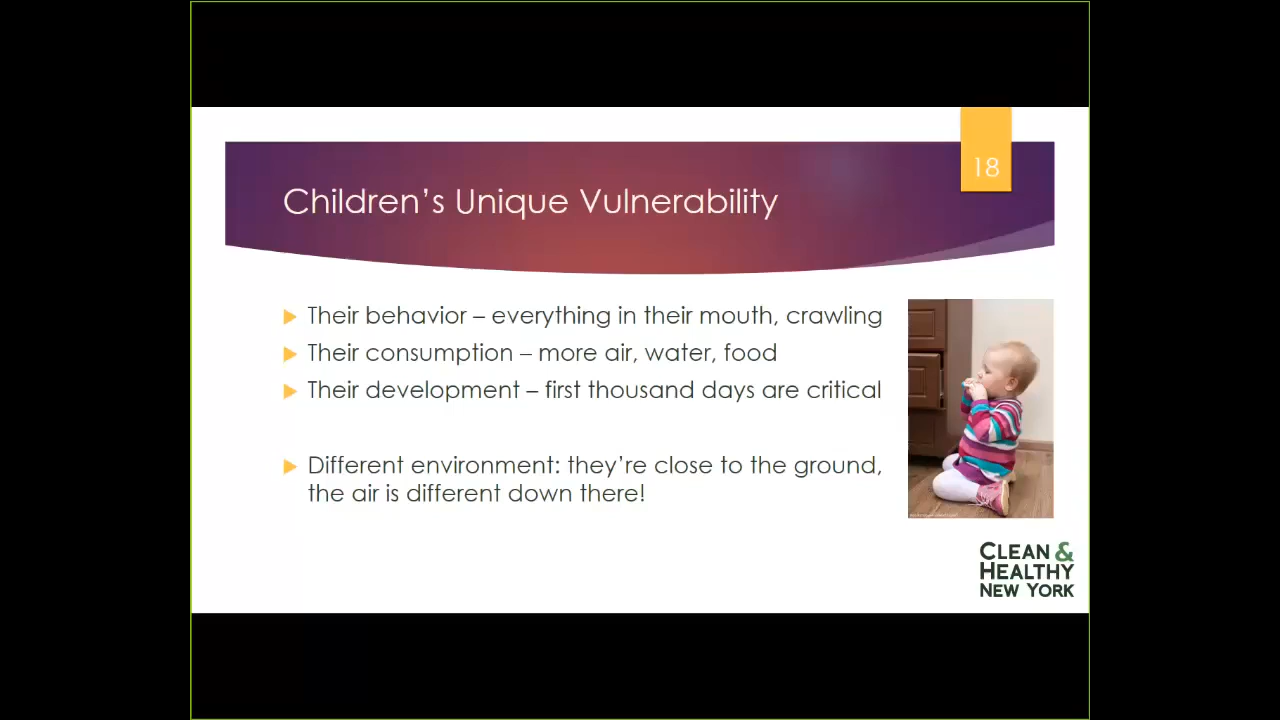 18
Children’s Unique Vulnerability
Their behavior – everything in their mouth, crawling
Their consumption – more air, water, food
Their development – first thousand days are critical
Different environment: they’re close to the ground,
the air is different down there!
CLEAN &
HEALTHY
NEW YORK